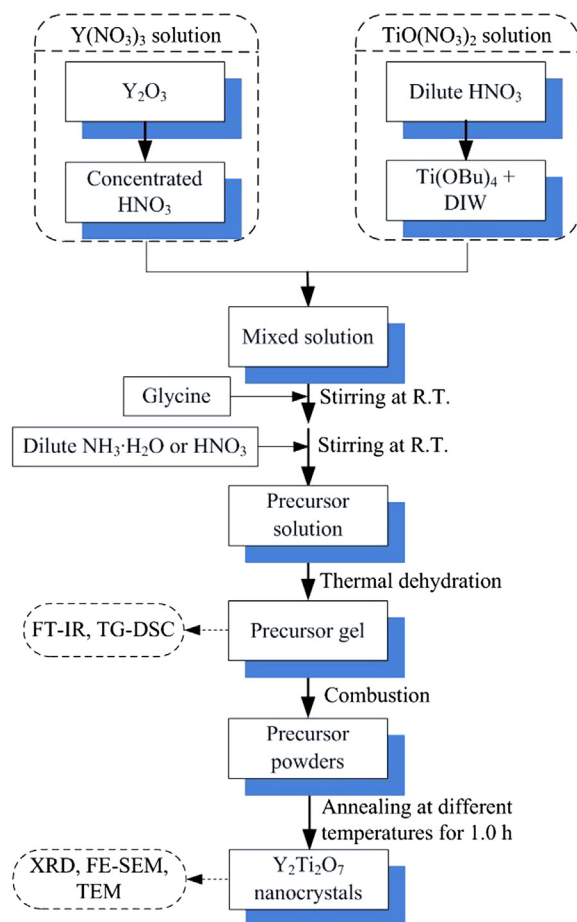 Y(NO₃)₃ solution
Y₂O₃
Concentrated
HNO₃
TiO(NO₃)₂ solution
Dilute HNO₃
Ti(OBu)₄ +
DIW
Mixed solution
Glycine
Stirring at R.T.
Dilute NH₃·H₂O or HNO₃
Stirring at R.T.
Precursor
solution
Thermal dehydration
FT-IR, TG-DSC
Precursor gel
Combustion
Precursor
powders
Annealing at different
temperatures for 1.0 h
XRD, FE-SEM,
TEM
Y₂Ti₂O₇
nanocrystals